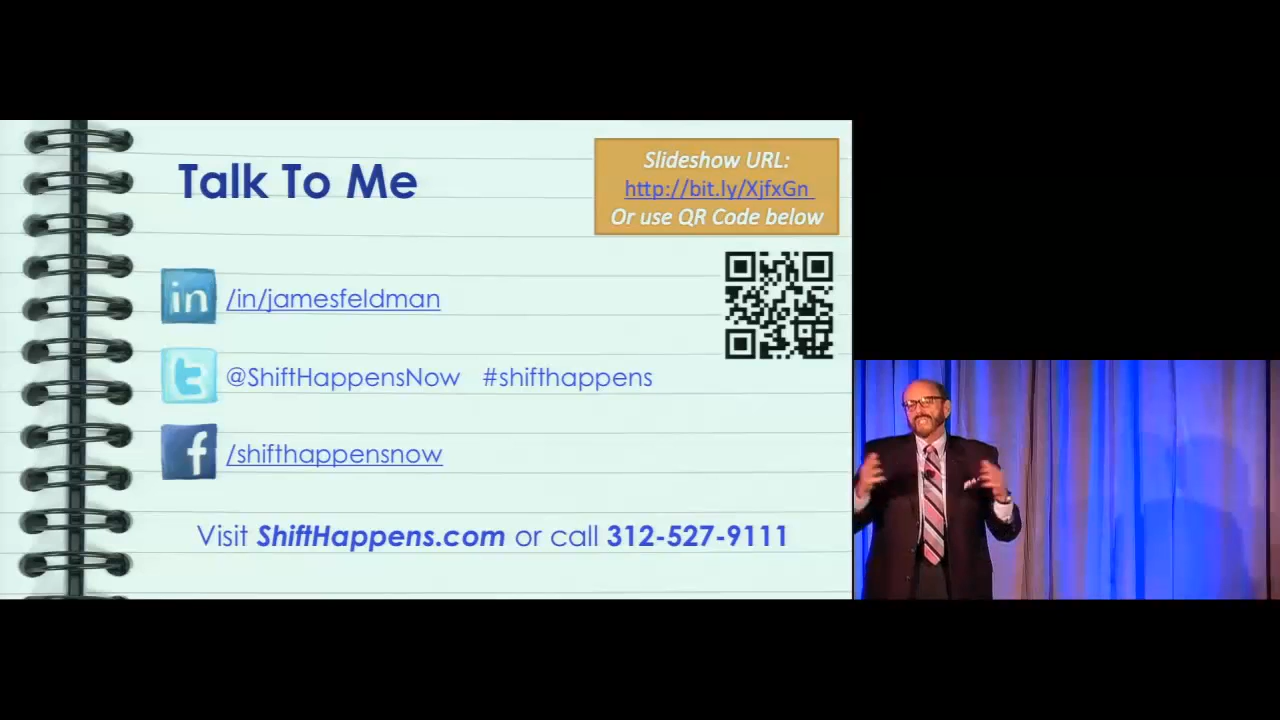 Talk To Me
Slideshow URL:
http://bit.ly/XjfxGn
Or use QR Code below
in /in/jamesfeldman
t @ShiftHappensNow #shifthappens
f /shifthappensnow
Visit ShiftHappens.com or call 312-527-9111